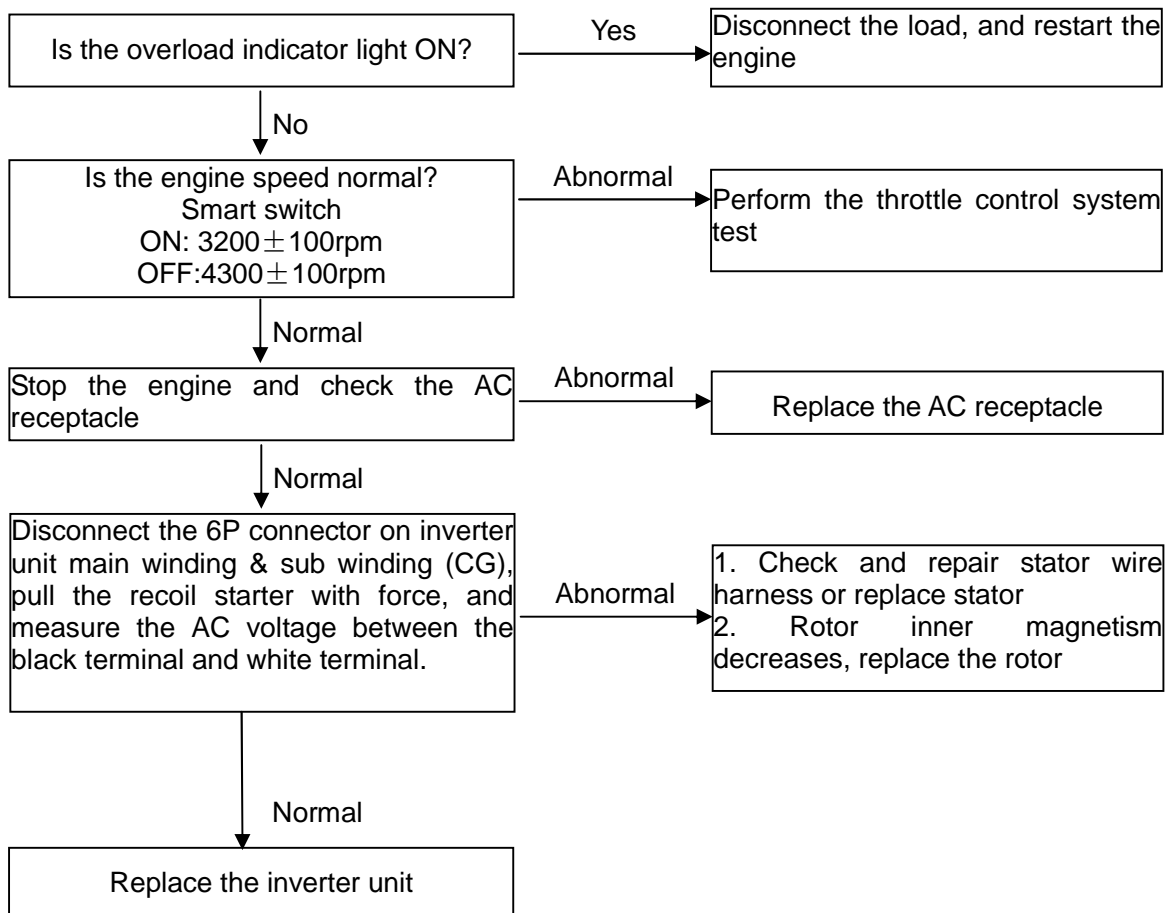 Is the overload indicator light ON?
Yes
Disconnect the load, and restart the
engine
No
Is the engine speed normal?
Smart switch
ON: 3200±100rpm
OFF:4300±100rpm
Abnormal
Perform the throttle control system
test
Normal
Stop the engine and check the AC
receptacle
Abnormal
Replace the AC receptacle
Normal
Disconnect the 6P connector on inverter
unit main winding & sub winding (CG),
pull the recoil starter with force, and
measure the AC voltage between the
black terminal and white terminal.
Abnormal
1. Check and repair stator wire
harness or replace stator
2. Rotor inner magnetism
decreases, replace the rotor
Normal
Replace the inverter unit